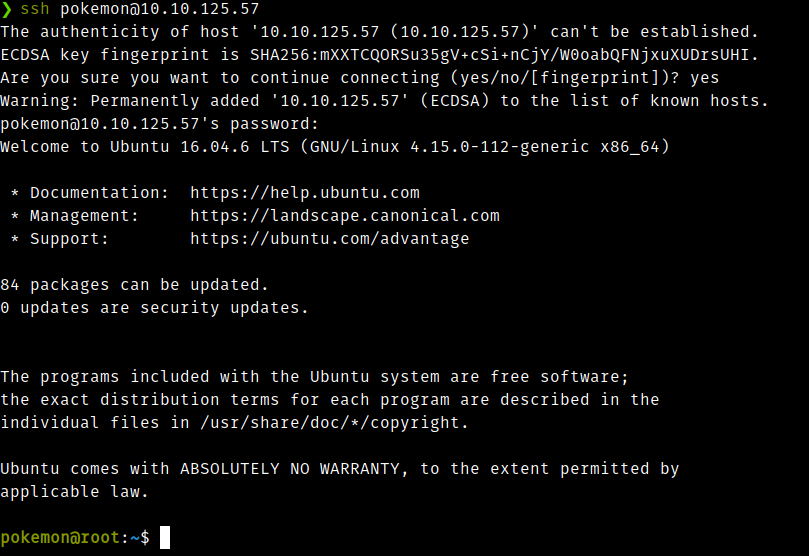 ❯ ssh pokemon@10.10.125.57
The authenticity of host '10.10.125.57 (10.10.125.57)' can't be established.
ECDSA key fingerprint is SHA256:mXXTCQORSu35gV+cSi+nCjY/W0oabQFNjxuXUDrsUHI.
Are you sure you want to continue connecting (yes/no/[fingerprint])? yes
Warning: Permanently added '10.10.125.57' (ECDSA) to the list of known hosts.
pokemon@10.10.125.57's password:
Welcome to Ubuntu 16.04.6 LTS (GNU/Linux 4.15.0-112-generic x86_64)
* Documentation:  https://help.ubuntu.com
* Management:     https://landscape.canonical.com
* Support:        https://ubuntu.com/advantage
84 packages can be updated.
0 updates are security updates.
The programs included with the Ubuntu system are free software;
the exact distribution terms for each program are described in the
individual files in /usr/share/doc/*/copyright.
Ubuntu comes with ABSOLUTELY NO WARRANTY, to the extent permitted by
applicable law.
pokemon@root:~$